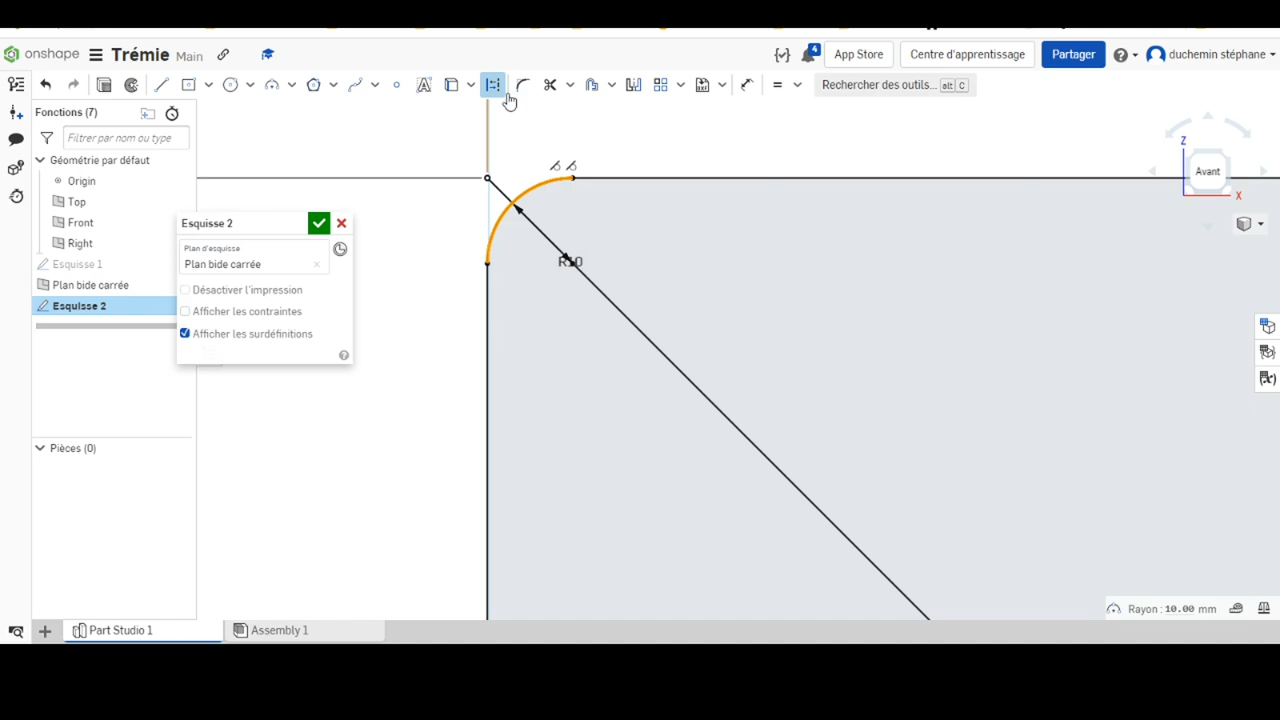 onshape Trémie Main 4 App Store Centre d'apprentissage Partager duchemin stéphane
Rechercher des outils... alt C
Fonctions (7)
Filtrer par nom ou type
Géométrie par défaut
Origin
Top
Front
Right
Esquisse 1
Plan bide carrée
Esquisse 2
Esquisse 2
Plan d'esquisse
Plan bide carrée
Désactiver l'impression
Afficher les contraintes
Afficher les surdéfinitions
R10
Z
Avant
X
Pièces (0)
Rayon : 10.00 mm
Part Studio 1
Assembly 1